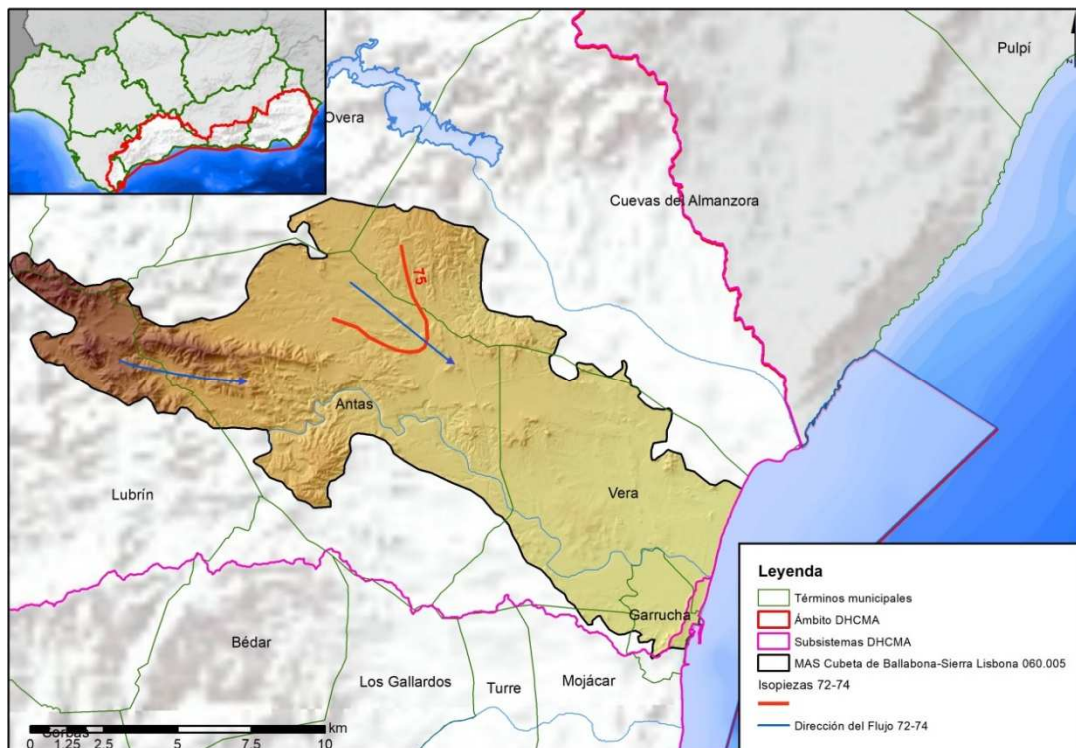 Pulpí
Overa
Cuevas del Almanzora
75
Antas
Lubrín
Vera
Garrucha
Bédar
Los Gallardos
Turre
Mojácar
km
0 1.25 2.5 5 7.5 10
Leyenda
Términos municipales
Ámbito DHCMA
Subsistemas DHCMA
MAS Cubeta de Ballabona-Sierra Lisbona 060.005
Isopiezas 72-74
Dirección del Flujo 72-74